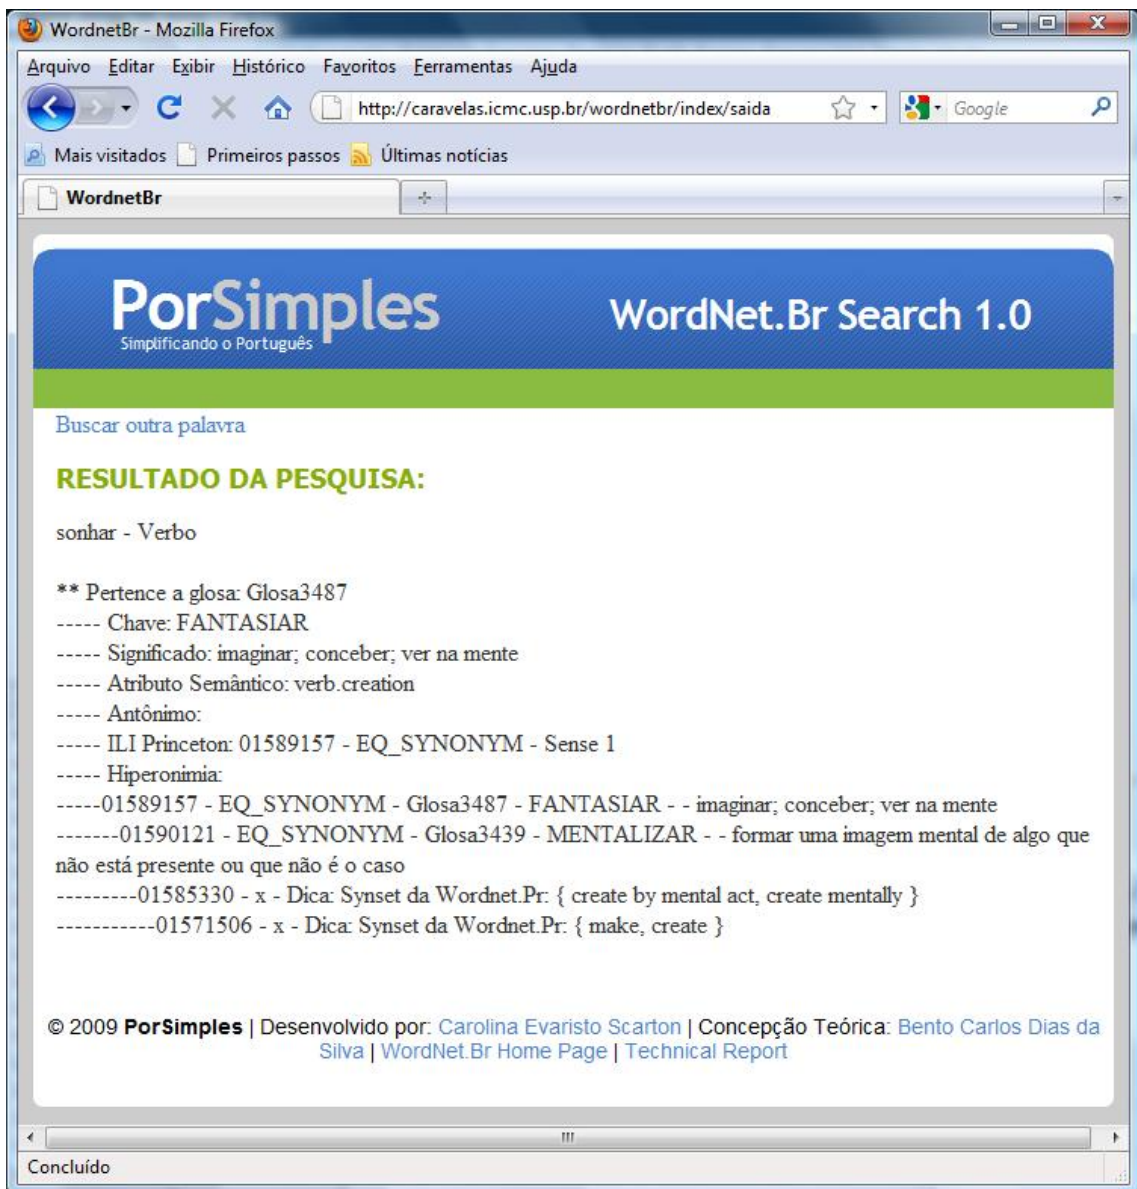 WordnetBr - Mozilla Firefox
Arquivo Editar Exibir Histórico Favoritos Ferramentas Ajuda
http://caravelas.icmc.usp.br/wordnetbr/index/saida Google
Mais visitados Primeiros passos Últimas notícias
WordnetBr
PorSimples WordNet.Br Search 1.0
Simplificando o Português
Buscar outra palavra
RESULTADO DA PESQUISA:
sonhar - Verbo
** Pertence a glosa: Glosa3487
----- Chave: FANTASIAR
----- Significado: imaginar; conceber; ver na mente
----- Atributo Semântico: verb.creation
----- Antônimo:
----- ILI Princeton: 01589157 - EQ_SYNONYM - Sense 1
----- Hiperonimia:
-----01589157 - EQ_SYNONYM - Glosa3487 - FANTASIAR - - imaginar; conceber; ver na mente
-------01590121 - EQ_SYNONYM - Glosa3439 - MENTALIZAR - - formar uma imagem mental de algo que
não está presente ou que não é o caso
---------01585330 - x - Dica: Synset da Wordnet.Pr: { create by mental act, create mentally }
-----------01571506 - x - Dica: Synset da Wordnet.Pr: { make, create }
© 2009 PorSimples | Desenvolvido por: Carolina Evaristo Scarton | Concepção Teórica: Bento Carlos Dias da
Silva | WordNet.Br Home Page | Technical Report
Concluído